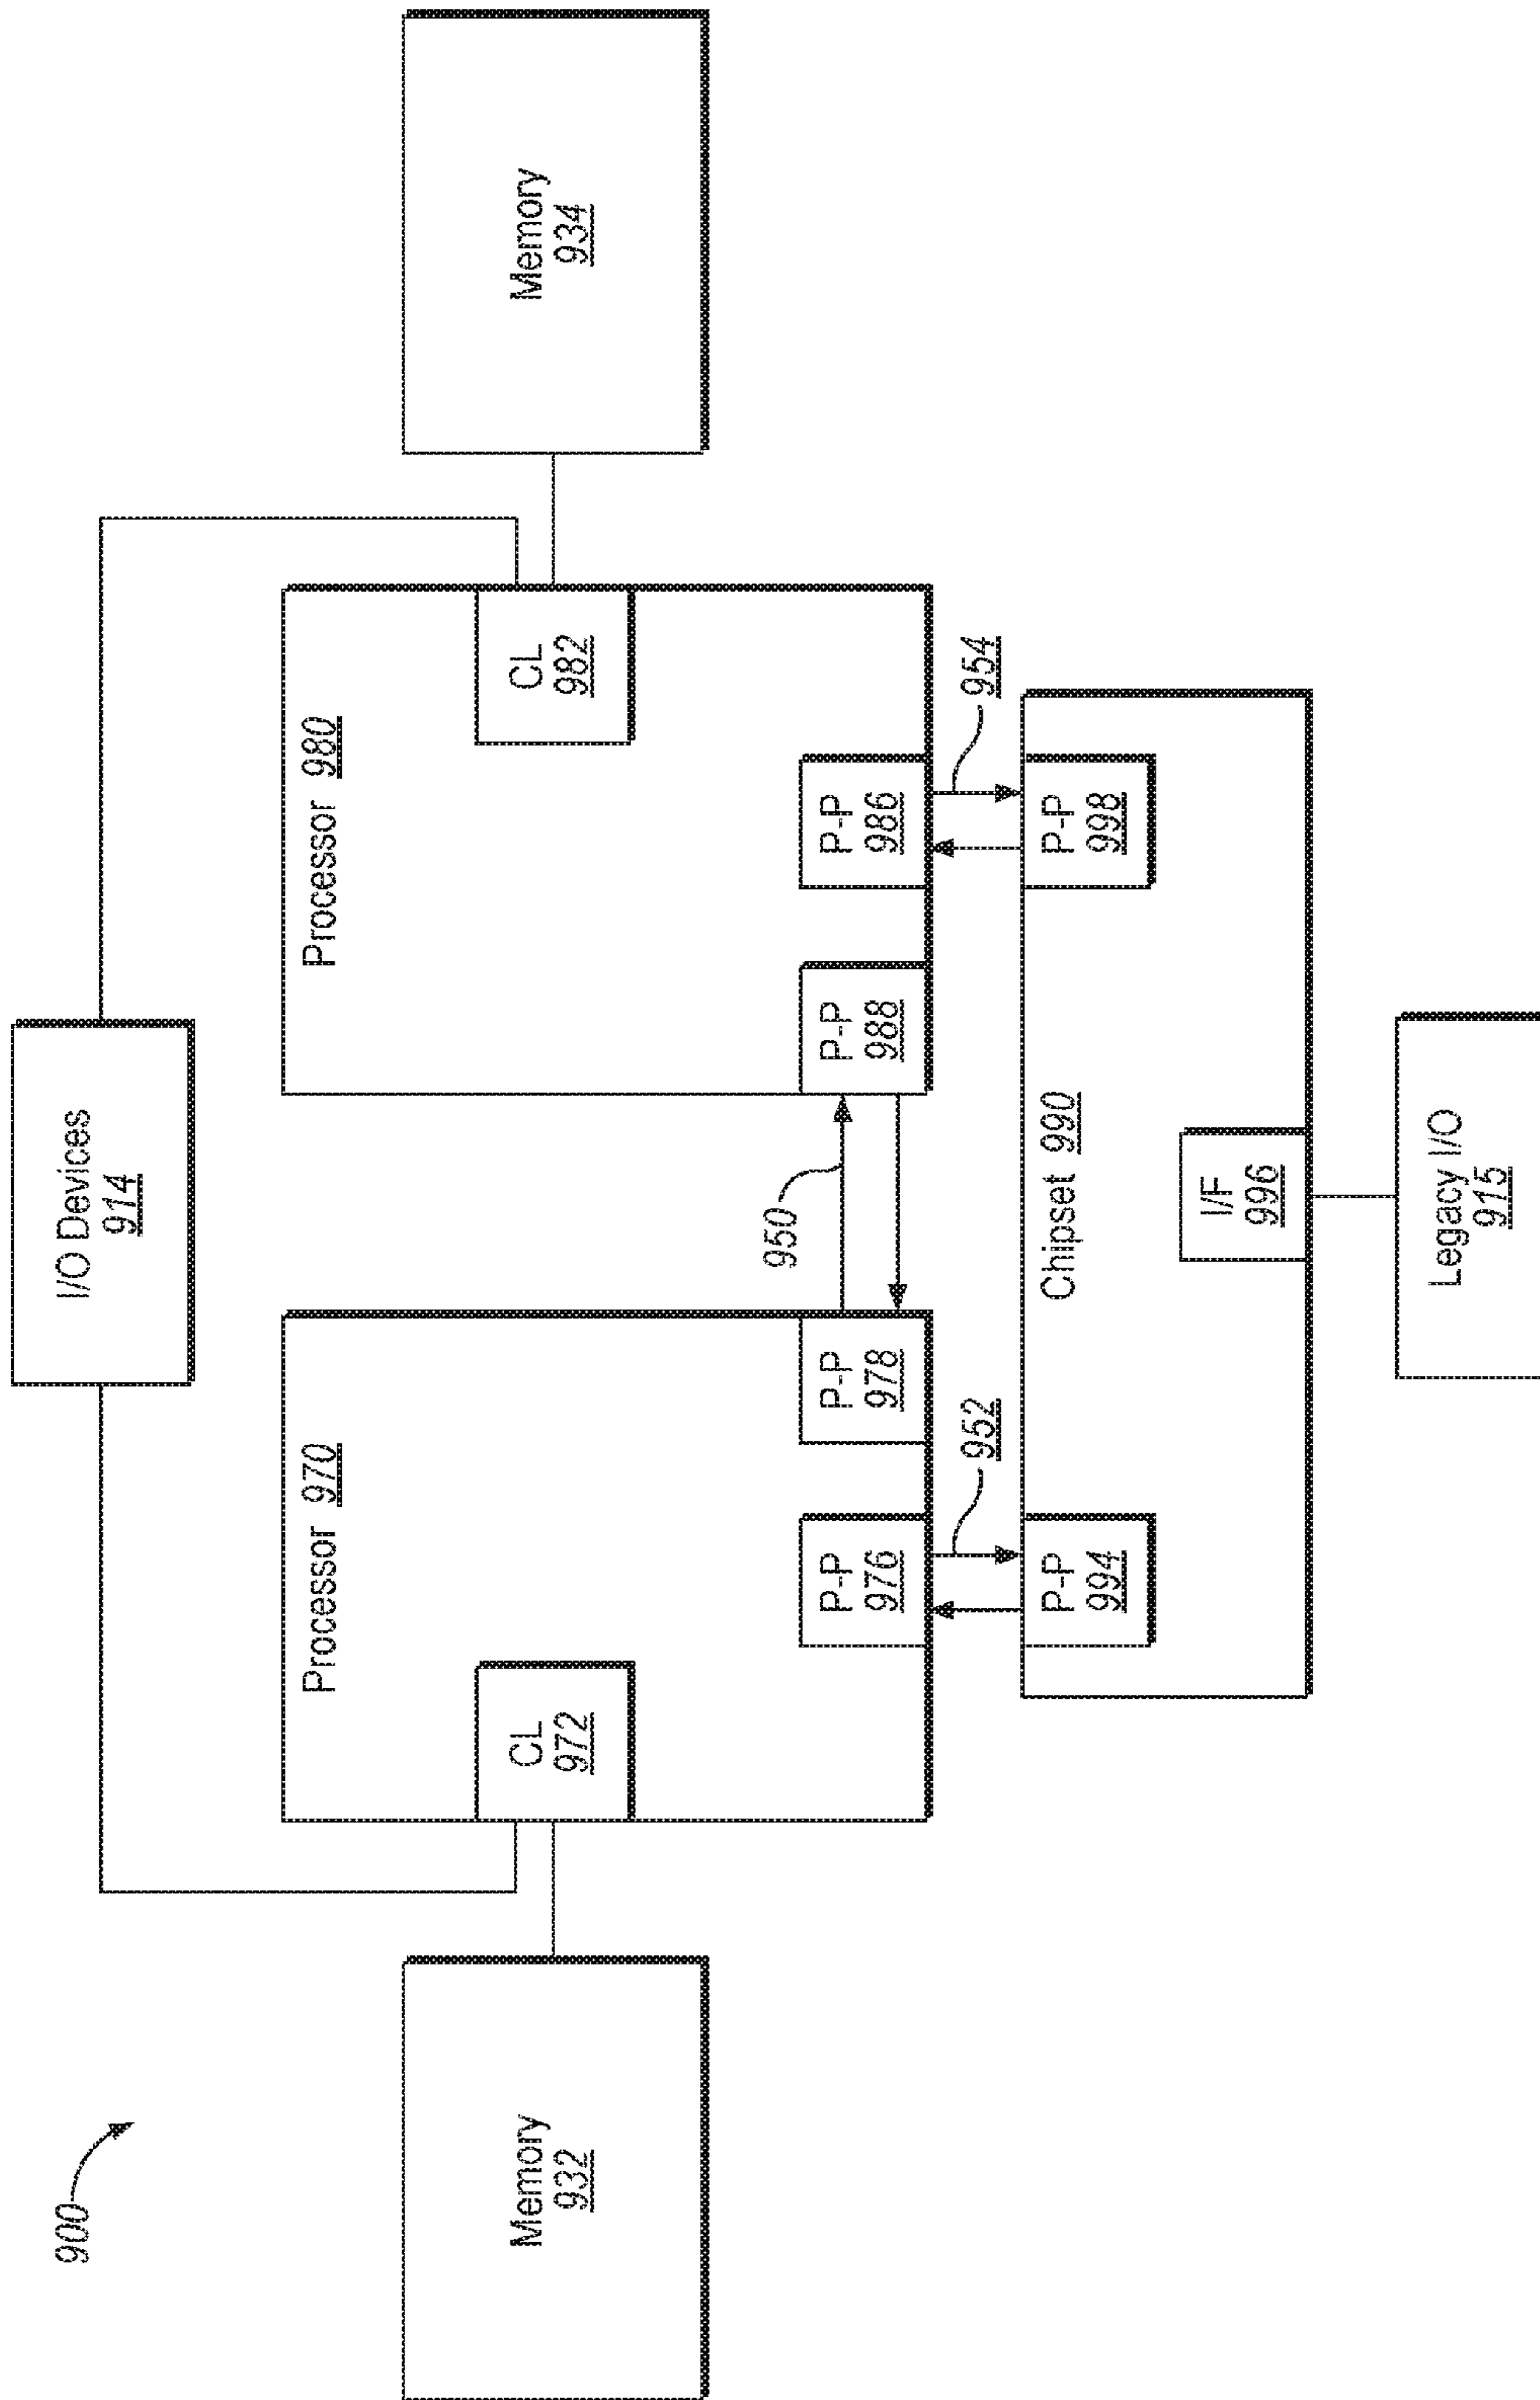 900
I/O Devices
914
Memory
932
Processor 970
CL
972
P-P
976
P-P
978
950
Processor 980
CL
982
P-P
988
P-P
986
Memory
934
952
954
Chipset 990
P-P
994
P-P
998
I/F
996
Legacy I/O
915